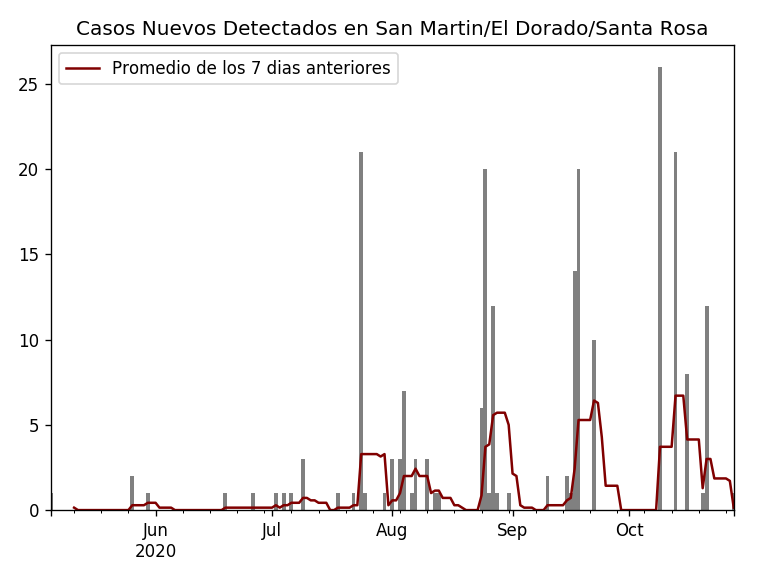 Casos Nuevos Detectados en San Martin/El Dorado/Santa Rosa
Promedio de los 7 dias anteriores
25
20
15
10
5
0
Jun
2020
Jul
Aug
Sep
Oct